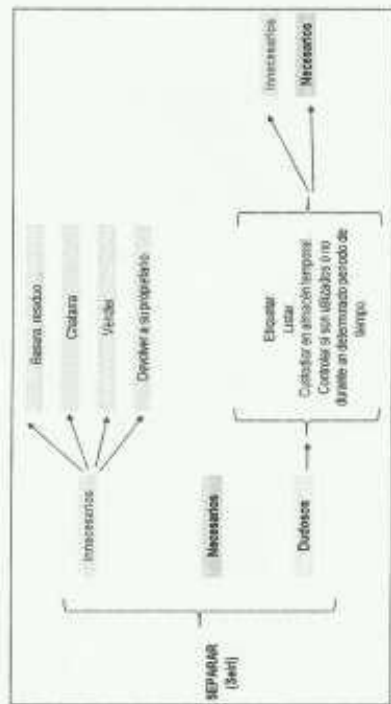 SEPARAR
(Seiri)
Innecesarios
Basura, residuo...
Chatarra
Vender
Devolver a su propietario
Necesarios
Dudosos
Etiquetar
Listar
Custodiar en almacén temporal
Controlar si son utilizados o no
durante un determinado periodo de
tiempo
Innecesarios
Necesarios